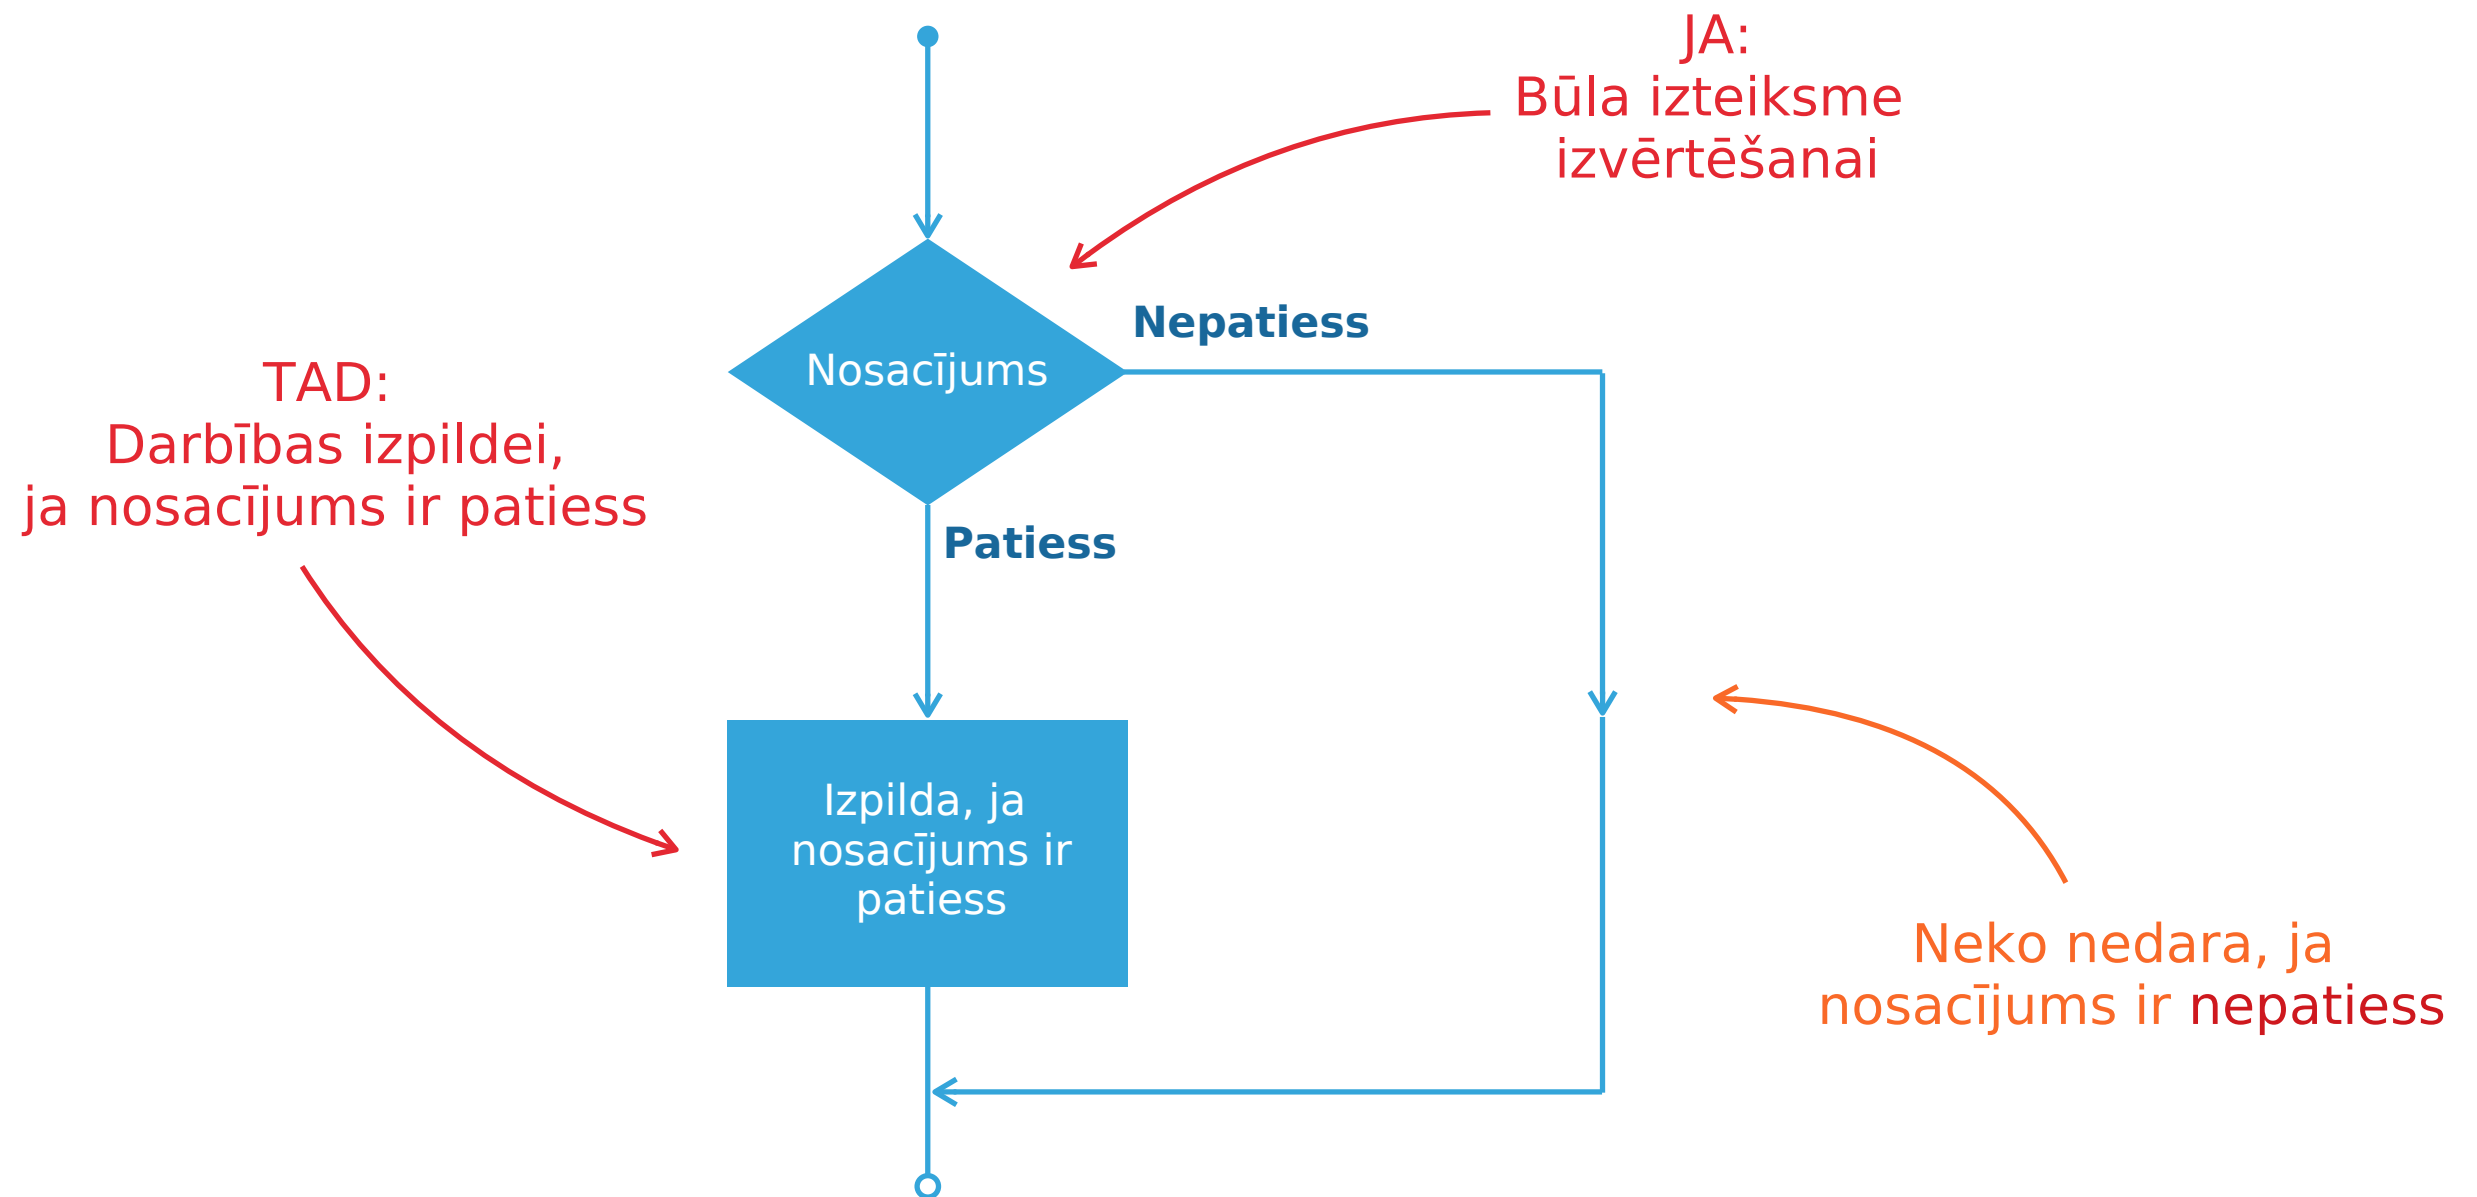 JA:
Būla izteiksme
izvērtēšanai
Nepatiess
Nosacījums
TAD:
Darbības izpildei,
ja nosacījums ir patiess
Patiess
Izpilda, ja
nosacījums ir
patiess
Neko nedara, ja
nosacījums ir nepatiess